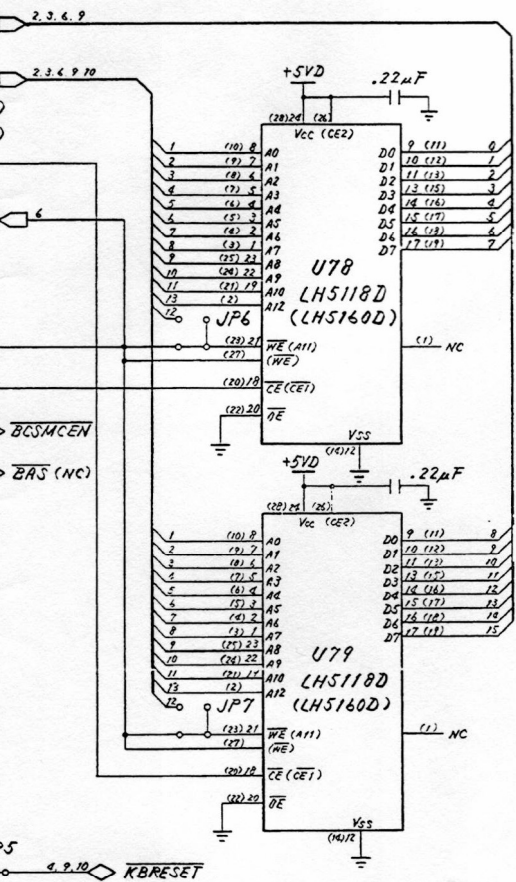 2,3,6,9
2,3,6,9,10
+5VD
.22μF
(28)24 (26)
Vcc (CE2)
1 (10) 8 A0 D0 9 (11) 0
2 (9) 7 A1 D1 10 (12) 1
3 (8) 6 A2 D2 11 (13) 2
4 (7) 5 A3 D3 13 (15) 3
5 (6) 4 A4 D4 14 (16) 4
6 (5) 3 A5 D5 15 (17) 5
7 (4) 2 A6 D6 16 (18) 6
8 (3) 1 A7 D7 17 (19) 7
9 (25) 23 A8
10 (24) 22 A9
11 (21) 19 A10
13 (2) A12
12
6
U78
LH5118D
(LH5160D)
JP6
(23) 21 WE (A11) (1) NC
(27) (WE)
(20) 18 CE (CE1)
(22) 20 OE
BCSMCEN
BAS (NC)
Vss
(14)12
+5VD
.22μF
(28) 24 (26)
Vcc (CE2)
1 (10) 8 A0 D0 9 (11) 8
2 (9) 7 A1 D1 10 (12) 9
3 (8) 6 A2 D2 11 (13) 10
4 (7) 5 A3 D3 13 (15) 11
5 (6) 4 A4 D4 14 (16) 12
6 (5) 3 A5 D5 15 (17) 13
7 (4) 2 A6 D6 16 (18) 14
8 (3) 1 A7 D7 17 (19) 15
9 (25) 23 A8
10 (24) 22 A9
11 (21) A10
13 (2) A12
12
U79
LH5118D
(LH5160D)
JP7
(23) 21 WE (A11) (1) NC
(27) (WE)
(20) 18 CE (CE1)
(22) 20 OE
Vss
(14)12
4,9,10 KBRESET